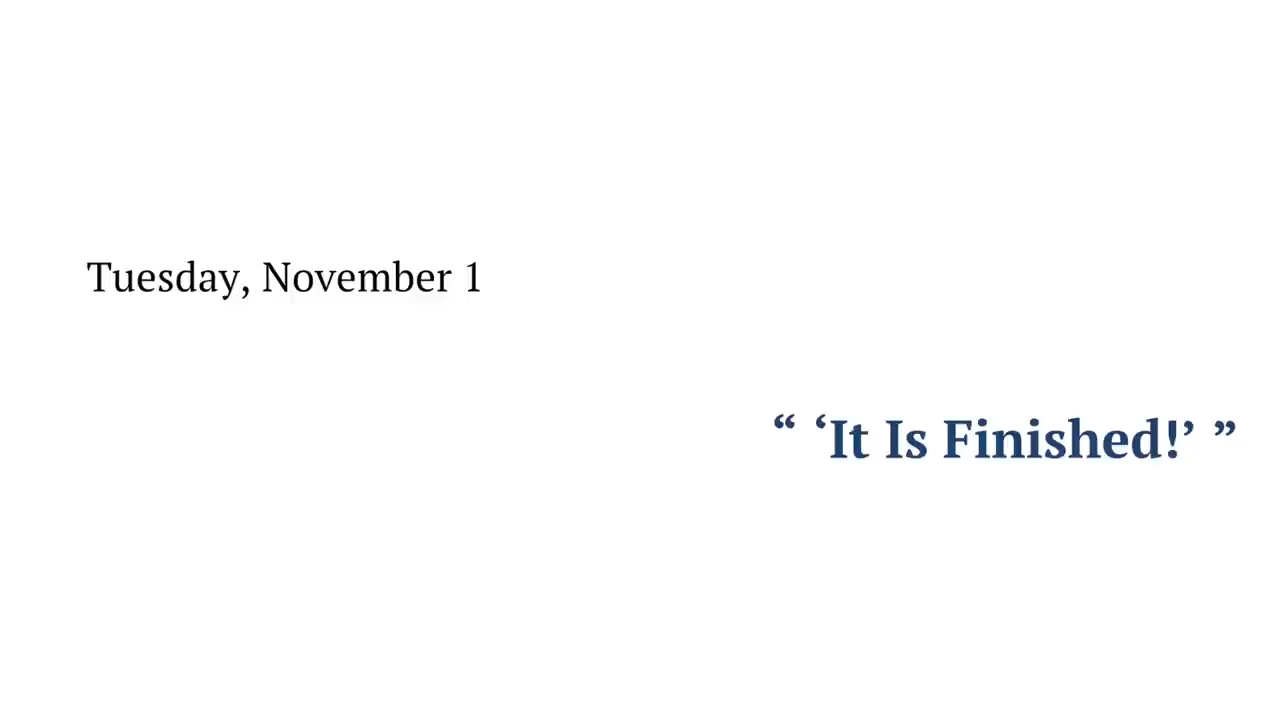 Tuesday, November 1
“ ‘It Is Finished!’ ”